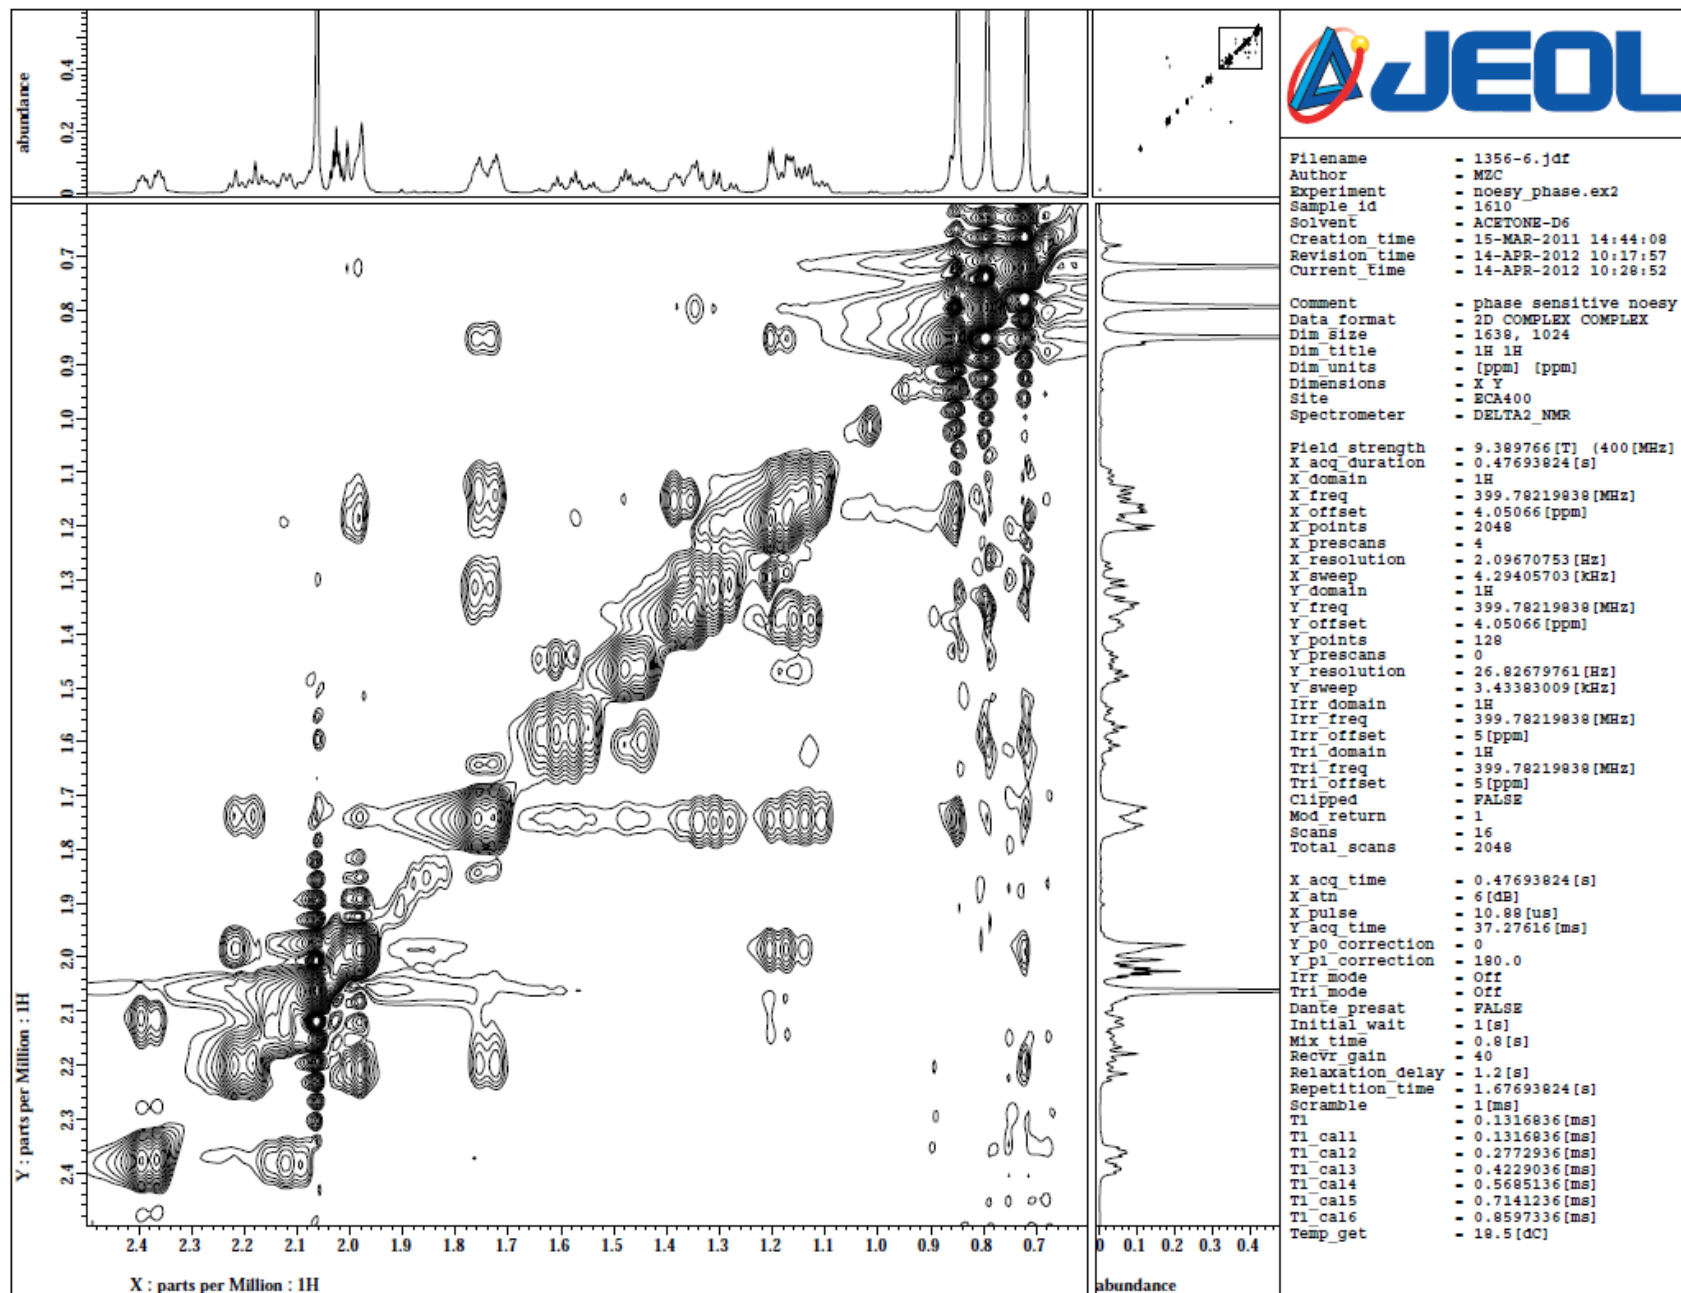 JEOL
abundance
0.4
0.2
0
Filename = 1356-6.jdf
Author = MZC
Experiment = noesy_phase.ex2
Sample_id = 1610
Solvent = ACETONE-D6
Creation_time = 15-MAR-2011 14:44:08
Revision_time = 14-APR-2012 10:17:57
Current_time = 14-APR-2012 10:28:52
Comment = phase sensitive noesy
Data_format = 2D COMPLEX COMPLEX
Dim_size = 1638, 1024
Dim_title = 1H 1H
Dim_units = [ppm] [ppm]
Dimensions = X Y
Site = ECA400
Spectrometer = DELTA2_NMR
Field_strength = 9.389766[T] (400[MHz]
X_acq_duration = 0.47693824[s]
X_domain = 1H
X_freq = 399.78219838[MHz]
X_offset = 4.05066[ppm]
X_points = 2048
X_prescans = 4
X_resolution = 2.09670753[Hz]
X_sweep = 4.29405703[kHz]
Y_domain = 1H
Y_freq = 399.78219838[MHz]
Y_offset = 4.05066[ppm]
Y_points = 128
Y_prescans = 0
Y_resolution = 26.82679761[Hz]
Y_sweep = 3.43383009[kHz]
Irr_domain = 1H
Irr_freq = 399.78219838[MHz]
Irr_offset = 5[ppm]
Tri_domain = 1H
Tri_freq = 399.78219838[MHz]
Tri_offset = 5[ppm]
Clipped = FALSE
Mod_return = 1
Scans = 16
Total_scans = 2048
X_acq_time = 0.47693824[s]
X_atn = 6[dB]
X_pulse = 10.88[us]
Y_acq_time = 37.27616[ms]
Y_p0_correction = 0
Y_p1_correction = 180.0
Irr_mode = Off
Tri_mode = Off
Dante_presat = FALSE
Initial_wait = 1[s]
Mix_time = 0.8[s]
Recvr_gain = 40
Relaxation_delay = 1.2[s]
Repetition_time = 1.67693824[s]
Scramble = 1[ms]
T1 = 0.1316836[ms]
T1_cal1 = 0.1316836[ms]
T1_cal2 = 0.2772936[ms]
T1_cal3 = 0.4229036[ms]
T1_cal4 = 0.5685136[ms]
T1_cal5 = 0.7141236[ms]
T1_cal6 = 0.8597336[ms]
Temp_get = 18.5[dC]
0.7
0.8
0.9
1.0
1.1
1.2
1.3
1.4
1.5
1.6
1.7
1.8
1.9
2.0
2.1
2.2
2.3
2.4
Y : parts per Million : 1H
2.4 2.3 2.2 2.1 2.0 1.9 1.8 1.7 1.6 1.5 1.4 1.3 1.2 1.1 1.0 0.9 0.8 0.7
0 0.1 0.2 0.3 0.4
X : parts per Million : 1H
abundance